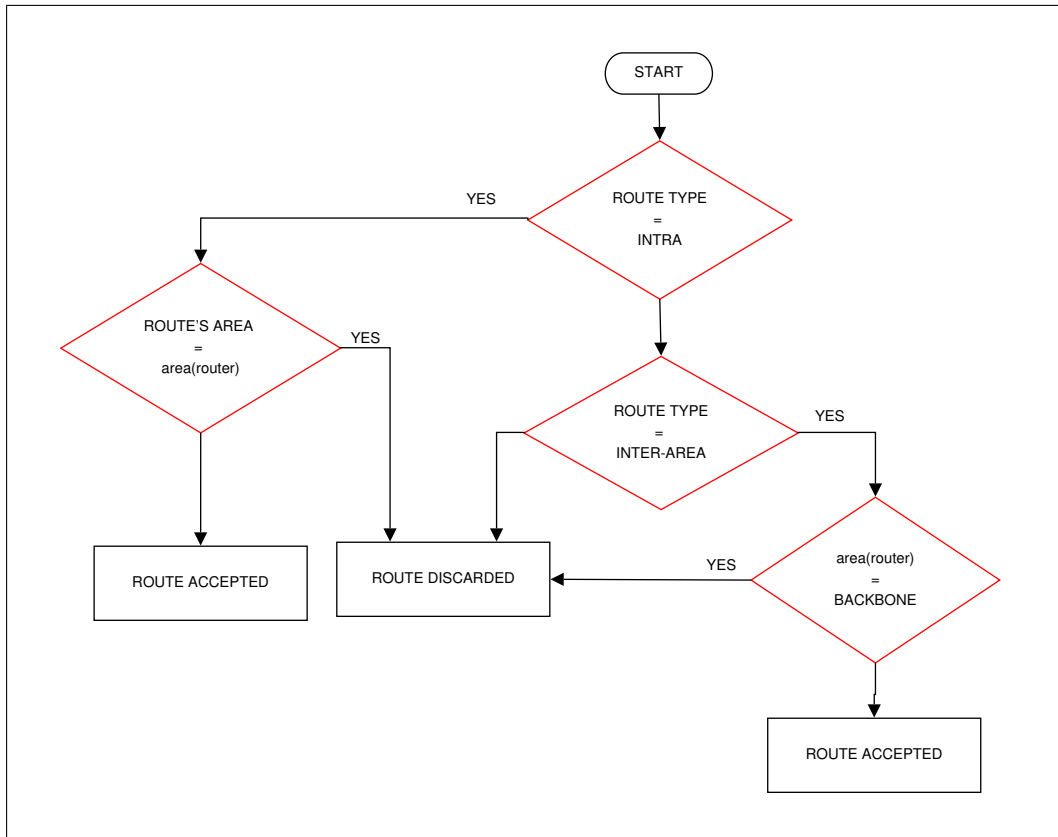 START
YES
ROUTE TYPE
=
INTRA
ROUTE'S AREA
=
area(router)
YES
ROUTE TYPE
=
INTER-AREA
YES
ROUTE ACCEPTED
ROUTE DISCARDED
YES
area(router)
=
BACKBONE
ROUTE ACCEPTED